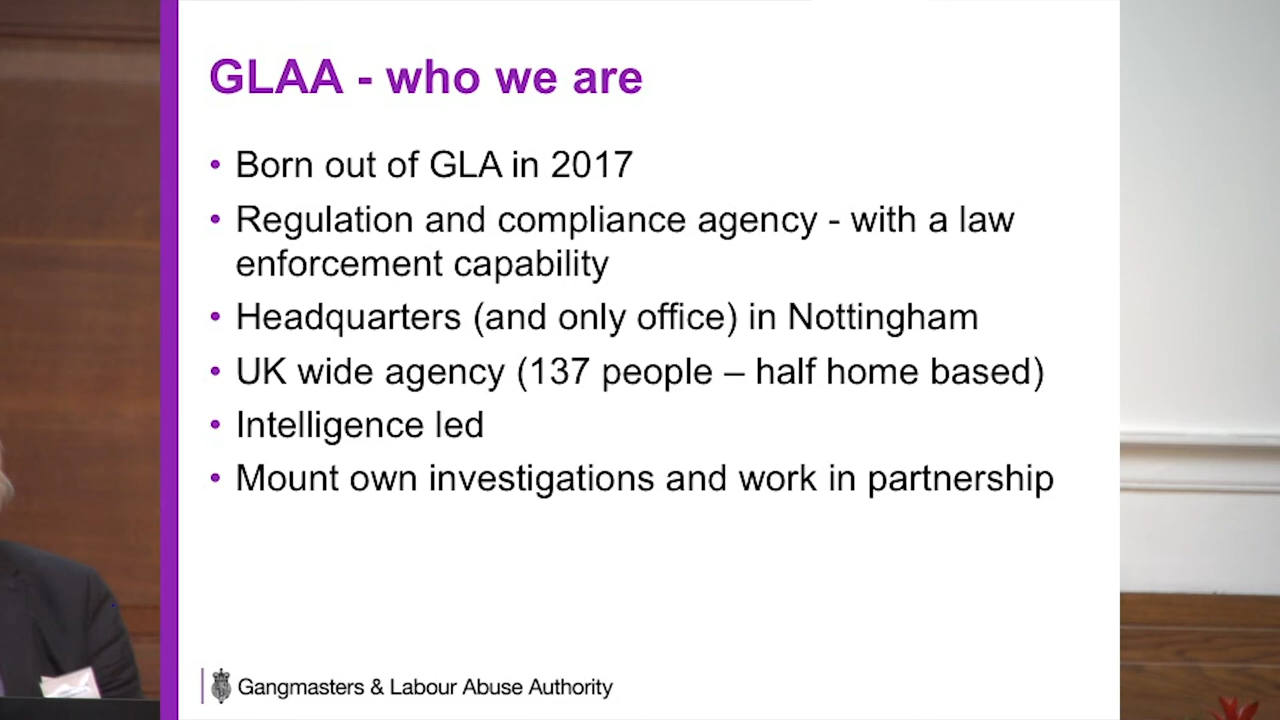 GLAA - who we are
• Born out of GLA in 2017
• Regulation and compliance agency - with a law
enforcement capability
• Headquarters (and only office) in Nottingham
• UK wide agency (137 people – half home based)
• Intelligence led
• Mount own investigations and work in partnership
Gangmasters & Labour Abuse Authority